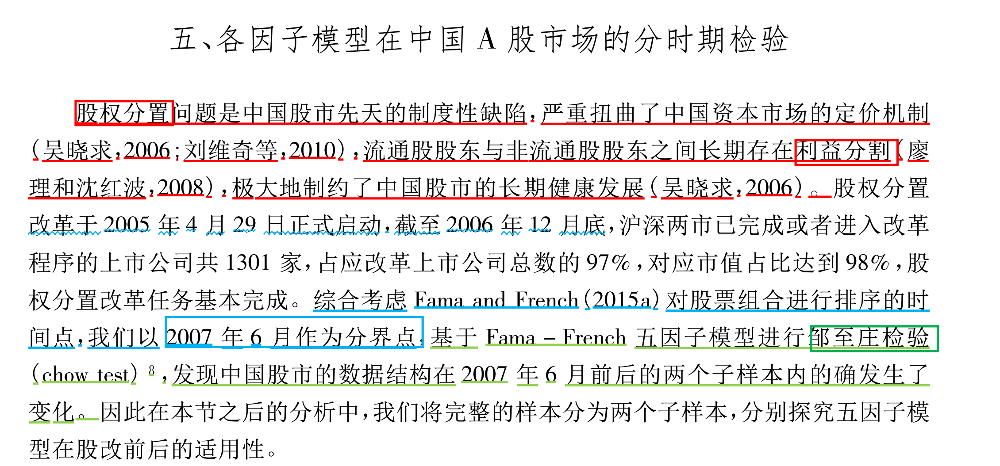 五、各因子模型在中国 A 股市场的分时期检验
股权分置问题是中国股市先天的制度性缺陷,严重扭曲了中国资本市场的定价机制
(吴晓求,2006;刘维奇等,2010),流通股股东与非流通股股东之间长期存在利益分割(廖
理和沈红波,2008),极大地制约了中国股市的长期健康发展(吴晓求,2006)。股权分置
改革于 2005 年 4 月 29 日正式启动,截至 2006 年 12 月底,沪深两市已完成或者进入改革
程序的上市公司共 1301 家,占应改革上市公司总数的 97%,对应市值占比达到 98%,股
权分置改革任务基本完成。综合考虑 Fama and French(2015a)对股票组合进行排序的时
间点,我们以 2007 年 6 月作为分界点,基于 Fama – French 五因子模型进行邹至庄检验
(chow test)⁸,发现中国股市的数据结构在 2007 年 6 月前后的两个子样本内的确发生了
变化。因此在本节之后的分析中,我们将完整的样本分为两个子样本,分别探究五因子模
型在股改前后的适用性。